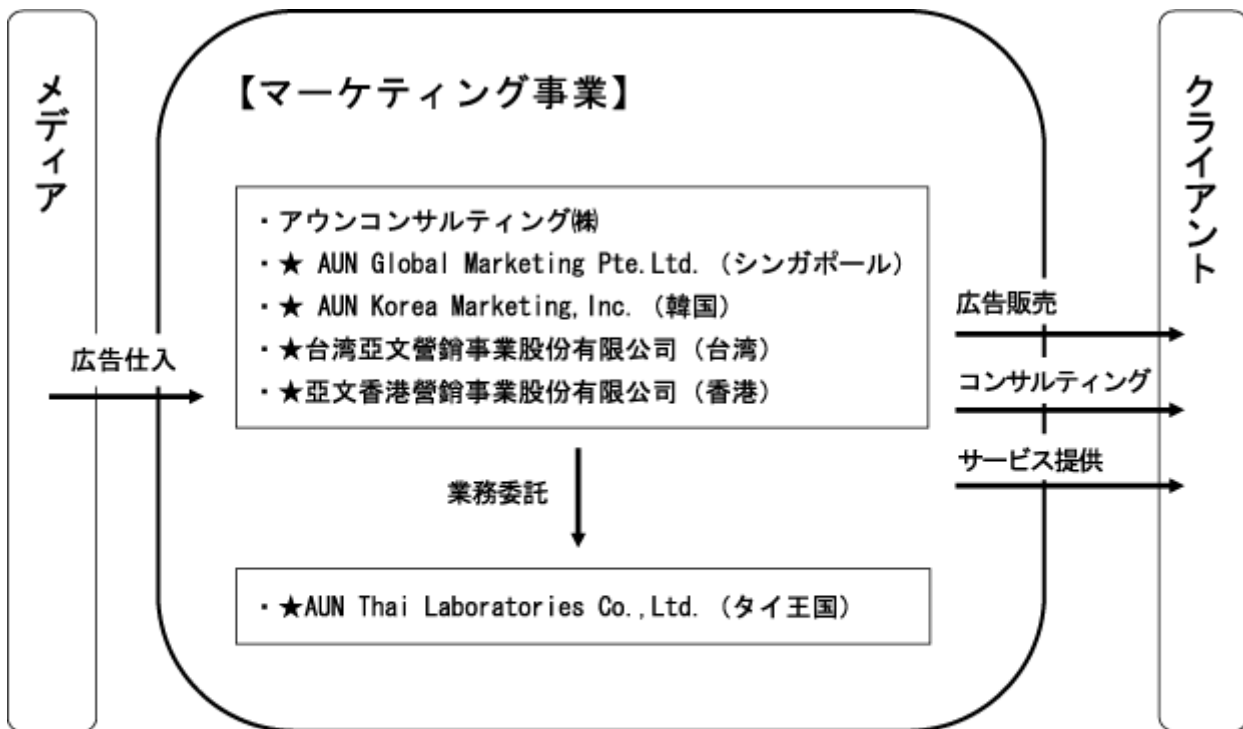 メディア
【マーケティング事業】
・アウンコンサルティング㈱
・★ AUN Global Marketing Pte.Ltd.（シンガポール）
・★ AUN Korea Marketing,Inc.（韓国）
・★台湾亞文營銷事業股份有限公司（台湾）
・★亞文香港營銷事業股份有限公司（香港）
広告仕入
業務委託
・★AUN Thai Laboratories Co.,Ltd.（タイ王国）
広告販売
コンサルティング
サービス提供
クライアント